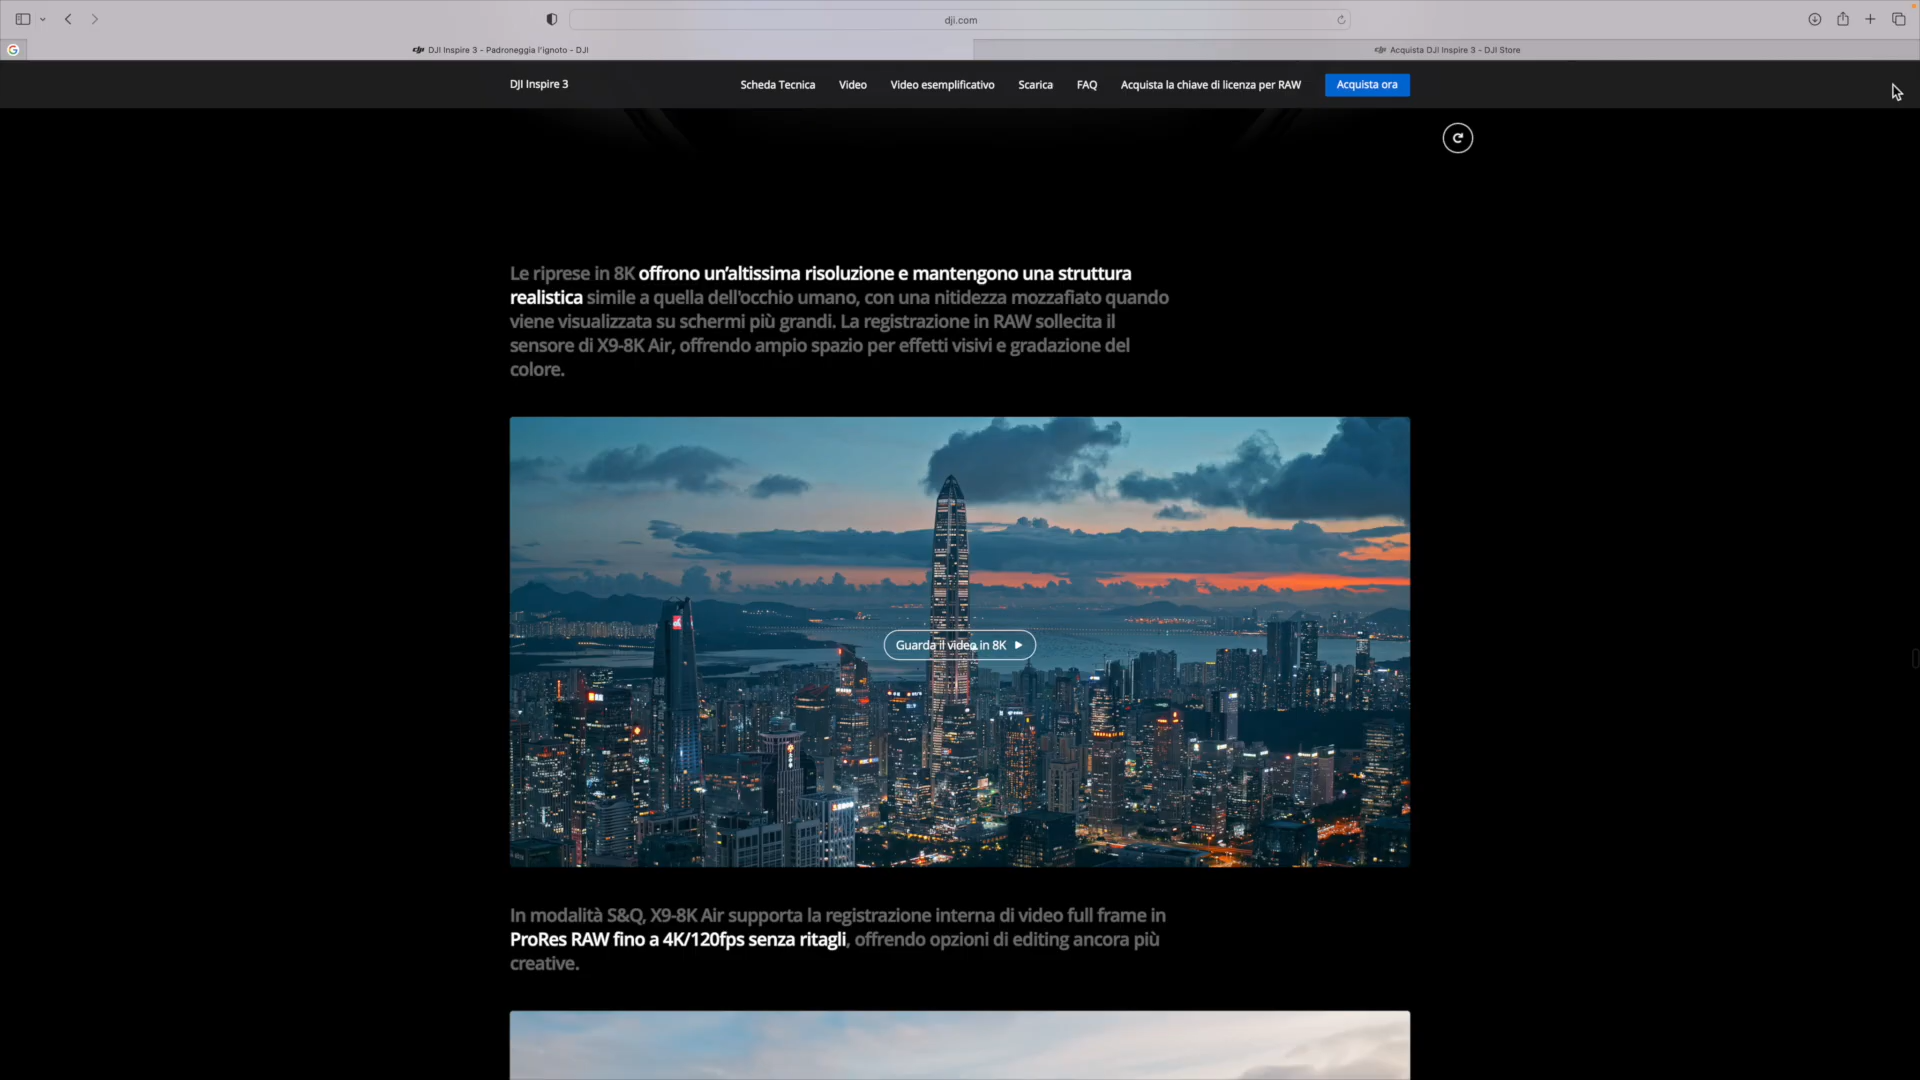 dji.com
DJI Inspire 3 - Padroneggia l'ignoto - DJI
Acquista DJI Inspire 3 - DJI Store
DJI Inspire 3
Scheda Tecnica
Video
Video esemplificativo
Scarica
FAQ
Acquista la chiave di licenza per RAW
Acquista ora
Le riprese in 8K offrono un'altissima risoluzione e mantengono una struttura
realistica simile a quella dell'occhio umano, con una nitidezza mozzafiato quando
viene visualizzata su schermi più grandi. La registrazione in RAW sollecita il
sensore di X9-8K Air, offrendo ampio spazio per effetti visivi e gradazione del
colore.
Guarda il video in 8K
In modalità S&Q, X9-8K Air supporta la registrazione interna di video full frame in
ProRes RAW fino a 4K/120fps senza ritagli, offrendo opzioni di editing ancora più
creative.